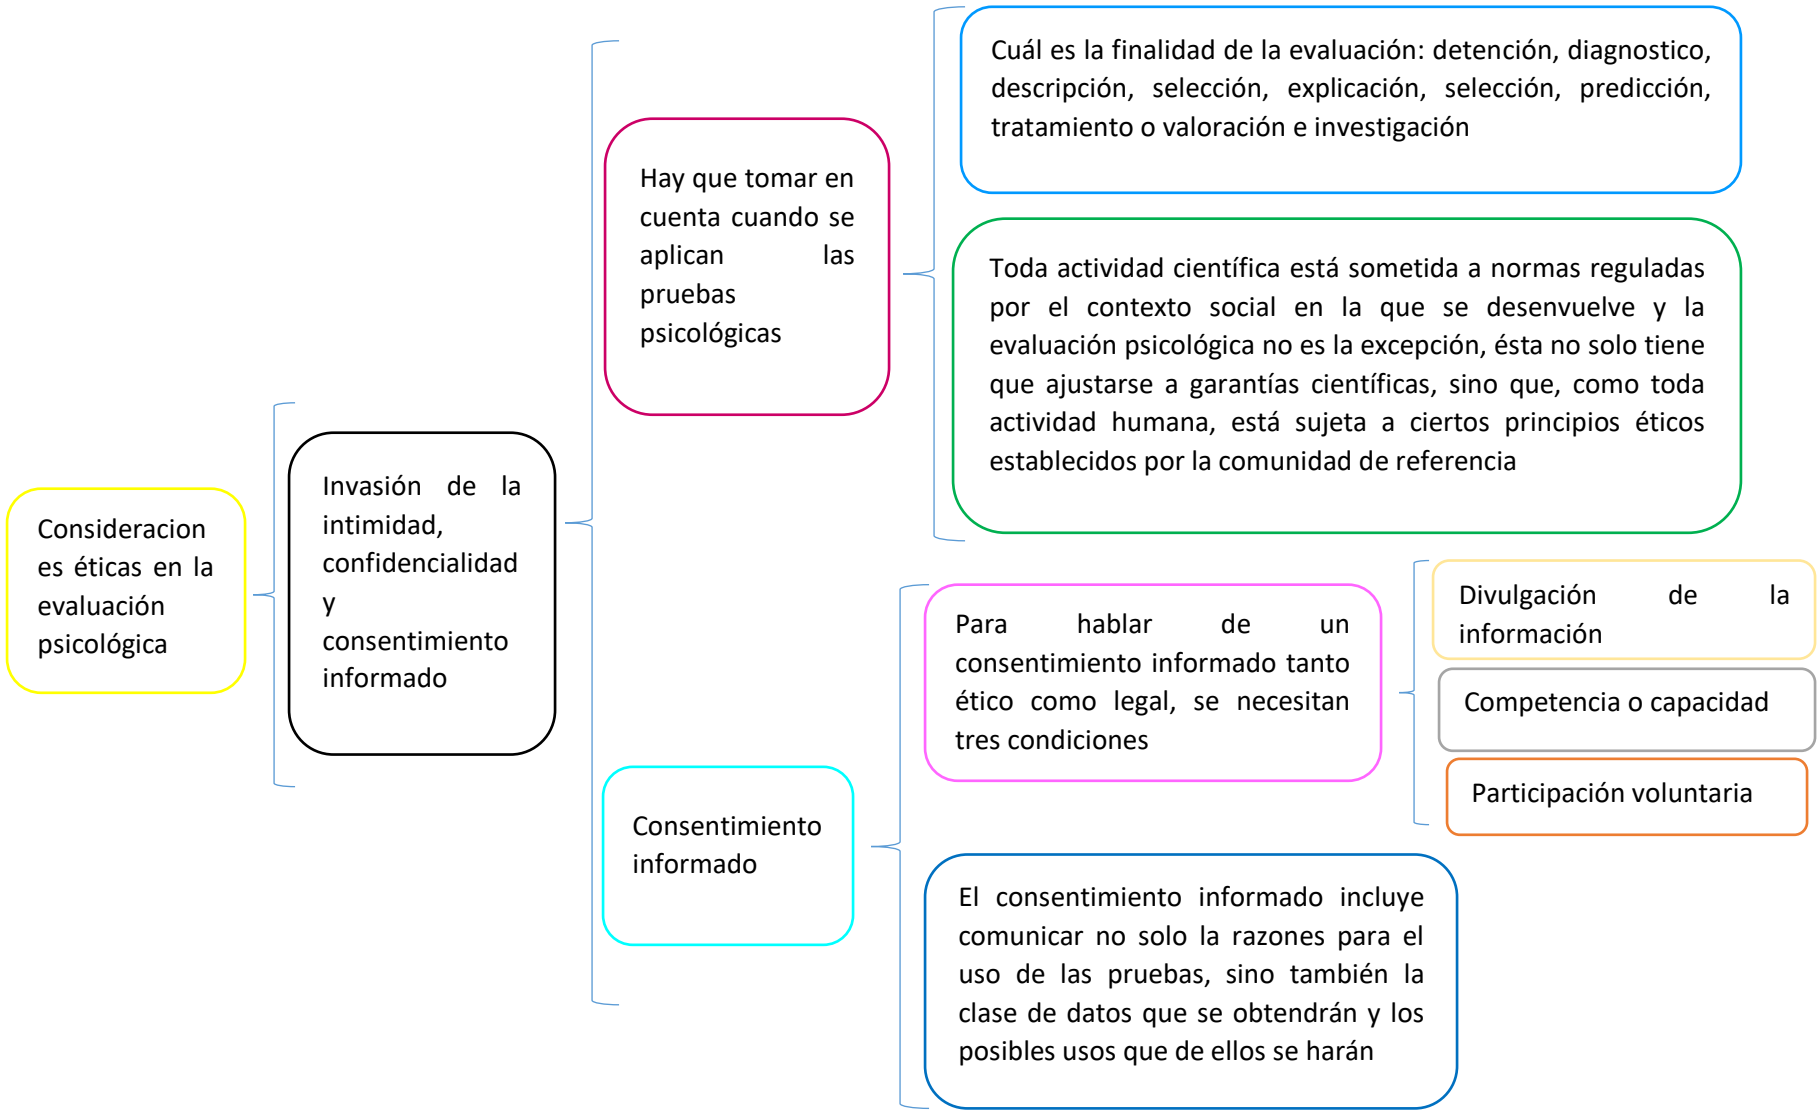 Consideracion
es éticas en la
evaluación
psicológica
Invasión de la
intimidad,
confidencialidad
y
consentimiento
informado
Hay que tomar en
cuenta cuando se
aplican las
pruebas
psicológicas
Cuál es la finalidad de la evaluación: detención, diagnostico,
descripción, selección, explicación, selección, predicción,
tratamiento o valoración e investigación
Toda actividad científica está sometida a normas reguladas
por el contexto social en la que se desenvuelve y la
evaluación psicológica no es la excepción, ésta no solo tiene
que ajustarse a garantías científicas, sino que, como toda
actividad humana, está sujeta a ciertos principios éticos
establecidos por la comunidad de referencia
Consentimiento
informado
Para hablar de un
consentimiento informado tanto
ético como legal, se necesitan
tres condiciones
Divulgación de la
información
Competencia o capacidad
Participación voluntaria
El consentimiento informado incluye
comunicar no solo la razones para el
uso de las pruebas, sino también la
clase de datos que se obtendrán y los
posibles usos que de ellos se harán